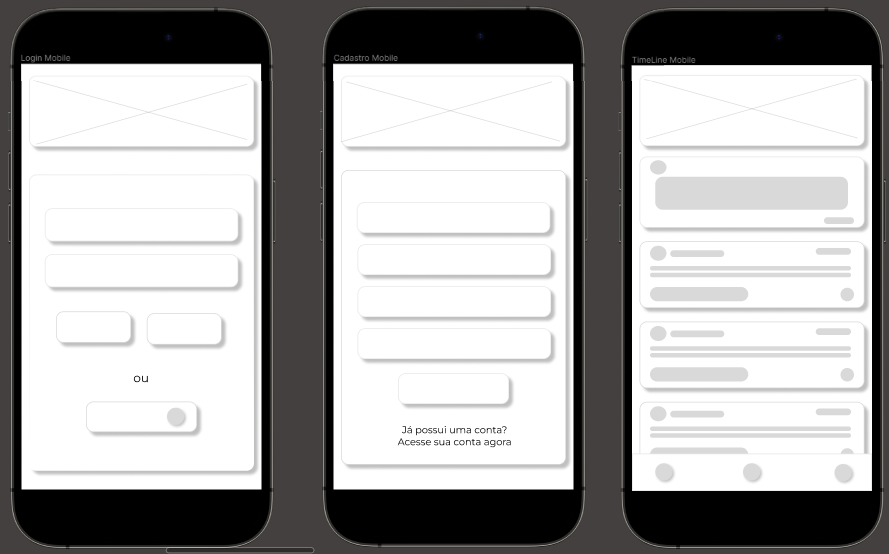 Login Mobile
Cadastro Mobile
TimeLine Mobile
ou
Já possui uma conta?
Acesse sua conta agora